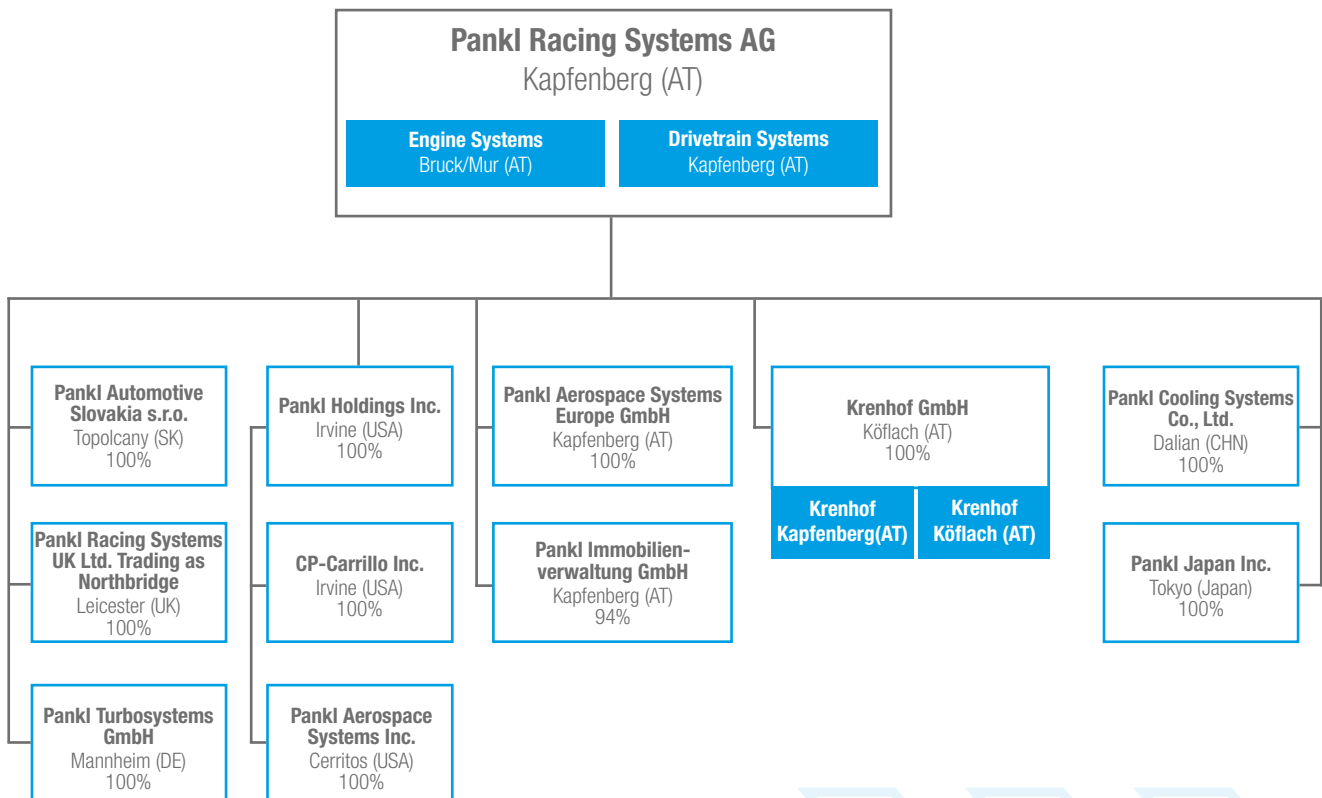 Pankl Racing Systems AG
Kapfenberg (AT)
Engine Systems
Bruck/Mur (AT)
Drivetrain Systems
Kapfenberg (AT)
Pankl Automotive
Slovakia s.r.o.
Topolcany (SK)
100%
Pankl Holdings Inc.
Irvine (USA)
100%
Pankl Aerospace Systems
Europe GmbH
Kapfenberg (AT)
100%
Krenhof GmbH
Köflach (AT)
100%
Krenhof
Kapfenberg(AT)
Krenhof
Köflach (AT)
Pankl Cooling Systems
Co., Ltd.
Dalian (CHN)
100%
Pankl Racing Systems
UK Ltd. Trading as
Northbridge
Leicester (UK)
100%
CP-Carrillo Inc.
Irvine (USA)
100%
Pankl Immobilien-
verwaltung GmbH
Kapfenberg (AT)
94%
Pankl Japan Inc.
Tokyo (Japan)
100%
Pankl Turbosystems
GmbH
Mannheim (DE)
100%
Pankl Aerospace
Systems Inc.
Cerritos (USA)
100%